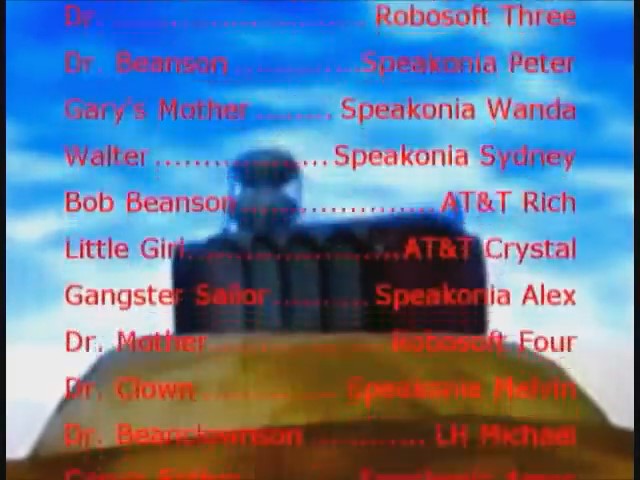 Dr. ........................ Robosoft Three
Dr. Beanson ............. Speakonia Peter
Gary's Mother ........ Speakonia Wanda
Walter .................. Speakonia Sydney
Bob Beanson ..................... AT&T Rich
Little Girl ...................... AT&T Crystal
Gangster Sailor .......... Speakonia Alex
Dr. Mother .................. Robosoft Four
Dr. Clown .............. Speakonia Melvin
Dr. Beanclownson ........... LH Michael